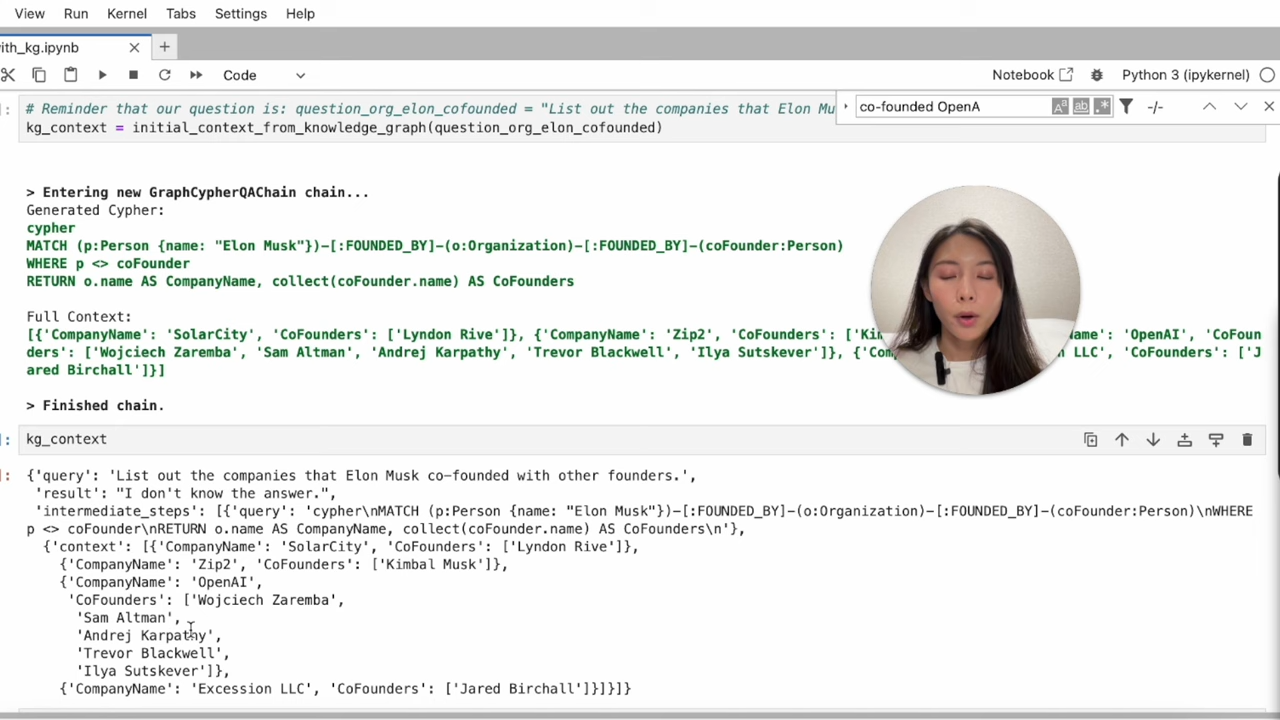 View Run Kernel Tabs Settings Help
ith_kg.ipynb
Code
Notebook Python 3 (ipykernel)
# Reminder that our question is: question_org_elon_cofounded = "List out the companies that Elon Mu
co-founded OpenA
Aa ab .* -/-
]: kg_context = initial_context_from_knowledge_graph(question_org_elon_cofounded)
> Entering new GraphCypherQAChain chain...
Generated Cypher:
cypher
MATCH (p:Person {name: "Elon Musk"})-[:FOUNDED_BY]-(o:Organization)-[:FOUNDED_BY]-(coFounder:Person)
WHERE p <> coFounder
RETURN o.name AS CompanyName, collect(coFounder.name) AS CoFounders
Full Context:
[{'CompanyName': 'SolarCity', 'CoFounders': ['Lyndon Rive']}, {'CompanyName': 'Zip2', 'CoFounders': ['Ki ame': 'OpenAI', 'CoFoun
ders': ['Wojciech Zaremba', 'Sam Altman', 'Andrej Karpathy', 'Trevor Blackwell', 'Ilya Sutskever']}, {'Com LLC', 'CoFounders': ['J
ared Birchall']}]
> Finished chain.
]: kg_context
]: {'query': 'List out the companies that Elon Musk co-founded with other founders.',
'result': "I don't know the answer.",
'intermediate_steps': [{'query': 'cypher\nMATCH (p:Person {name: "Elon Musk"})-[:FOUNDED_BY]-(o:Organization)-[:FOUNDED_BY]-(coFounder:Person)\nWHERE
p <> coFounder\nRETURN o.name AS CompanyName, collect(coFounder.name) AS CoFounders\n'},
{'context': [{'CompanyName': 'SolarCity', 'CoFounders': ['Lyndon Rive']},
{'CompanyName': 'Zip2', 'CoFounders': ['Kimbal Musk']},
{'CompanyName': 'OpenAI',
'CoFounders': ['Wojciech Zaremba',
'Sam Altman',
'Andrej Karpathy',
'Trevor Blackwell',
'Ilya Sutskever']},
{'CompanyName': 'Excession LLC', 'CoFounders': ['Jared Birchall']}]}]}